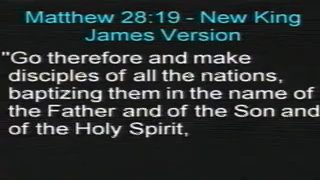 Matthew 28:19 - New King
James Version
"Go therefore and make
disciples of all the nations,
baptizing them in the name of
the Father and of the Son and
of the Holy Spirit,